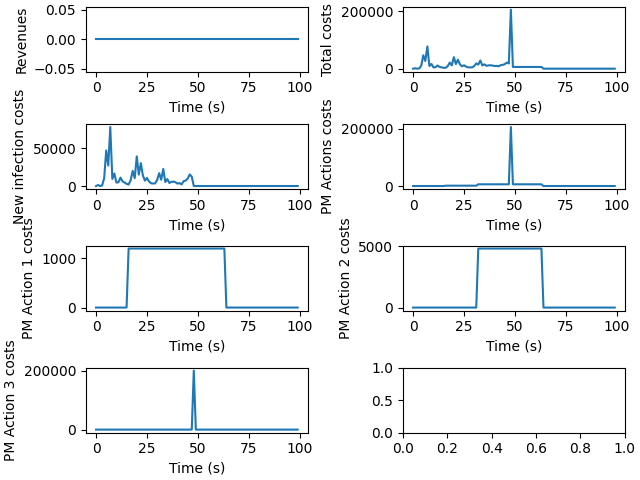 Revenues
0.05
0.00
−0.05
0 25 50 75 100
Time (s)
Total costs
200000
0
0 25 50 75 100
Time (s)
New infection costs
50000
0
0 25 50 75 100
Time (s)
PM Actions costs
200000
0
0 25 50 75 100
Time (s)
PM Action 1 costs
1000
0
0 25 50 75 100
Time (s)
PM Action 2 costs
5000
0
0 25 50 75 100
Time (s)
PM Action 3 costs
200000
0
0 25 50 75 100
Time (s)
1.0
0.5
0.0
0.0 0.2 0.4 0.6 0.8 1.0